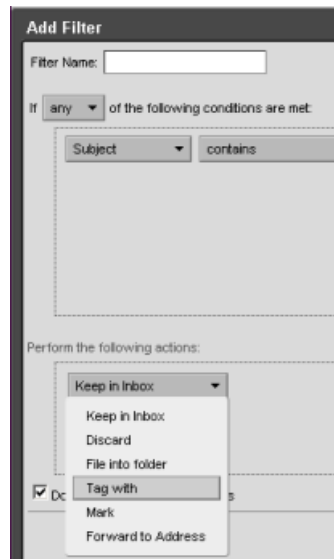 Add Filter
Filter Name:
If any of the following conditions are met:
Subject contains
Perform the following actions:
Keep in Inbox
Keep in Inbox
Discard
File into folder
Tag with
Mark
Forward to Address